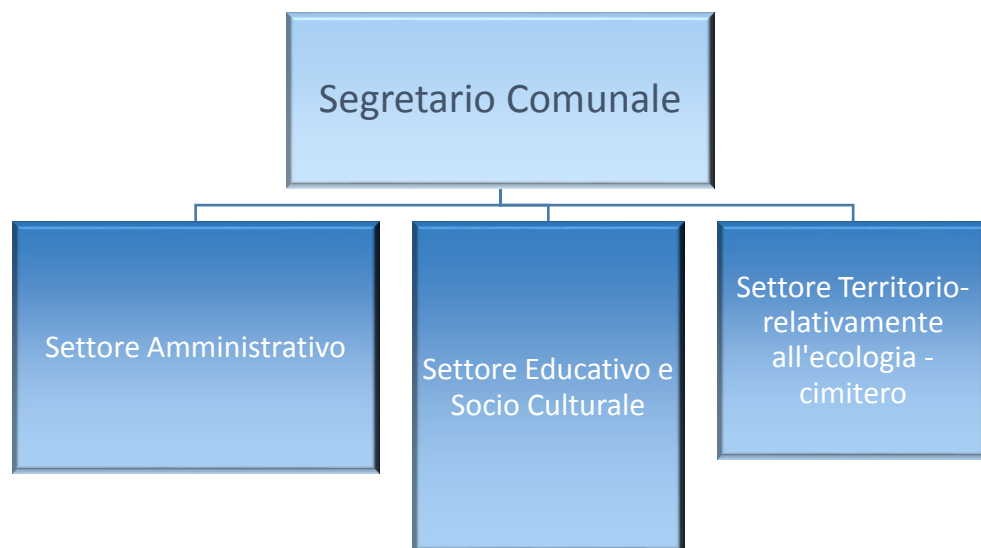 Segretario Comunale
Settore Amministrativo
Settore Educativo e
Socio Culturale
Settore Territorio-
relativamente
all'ecologia -
cimitero